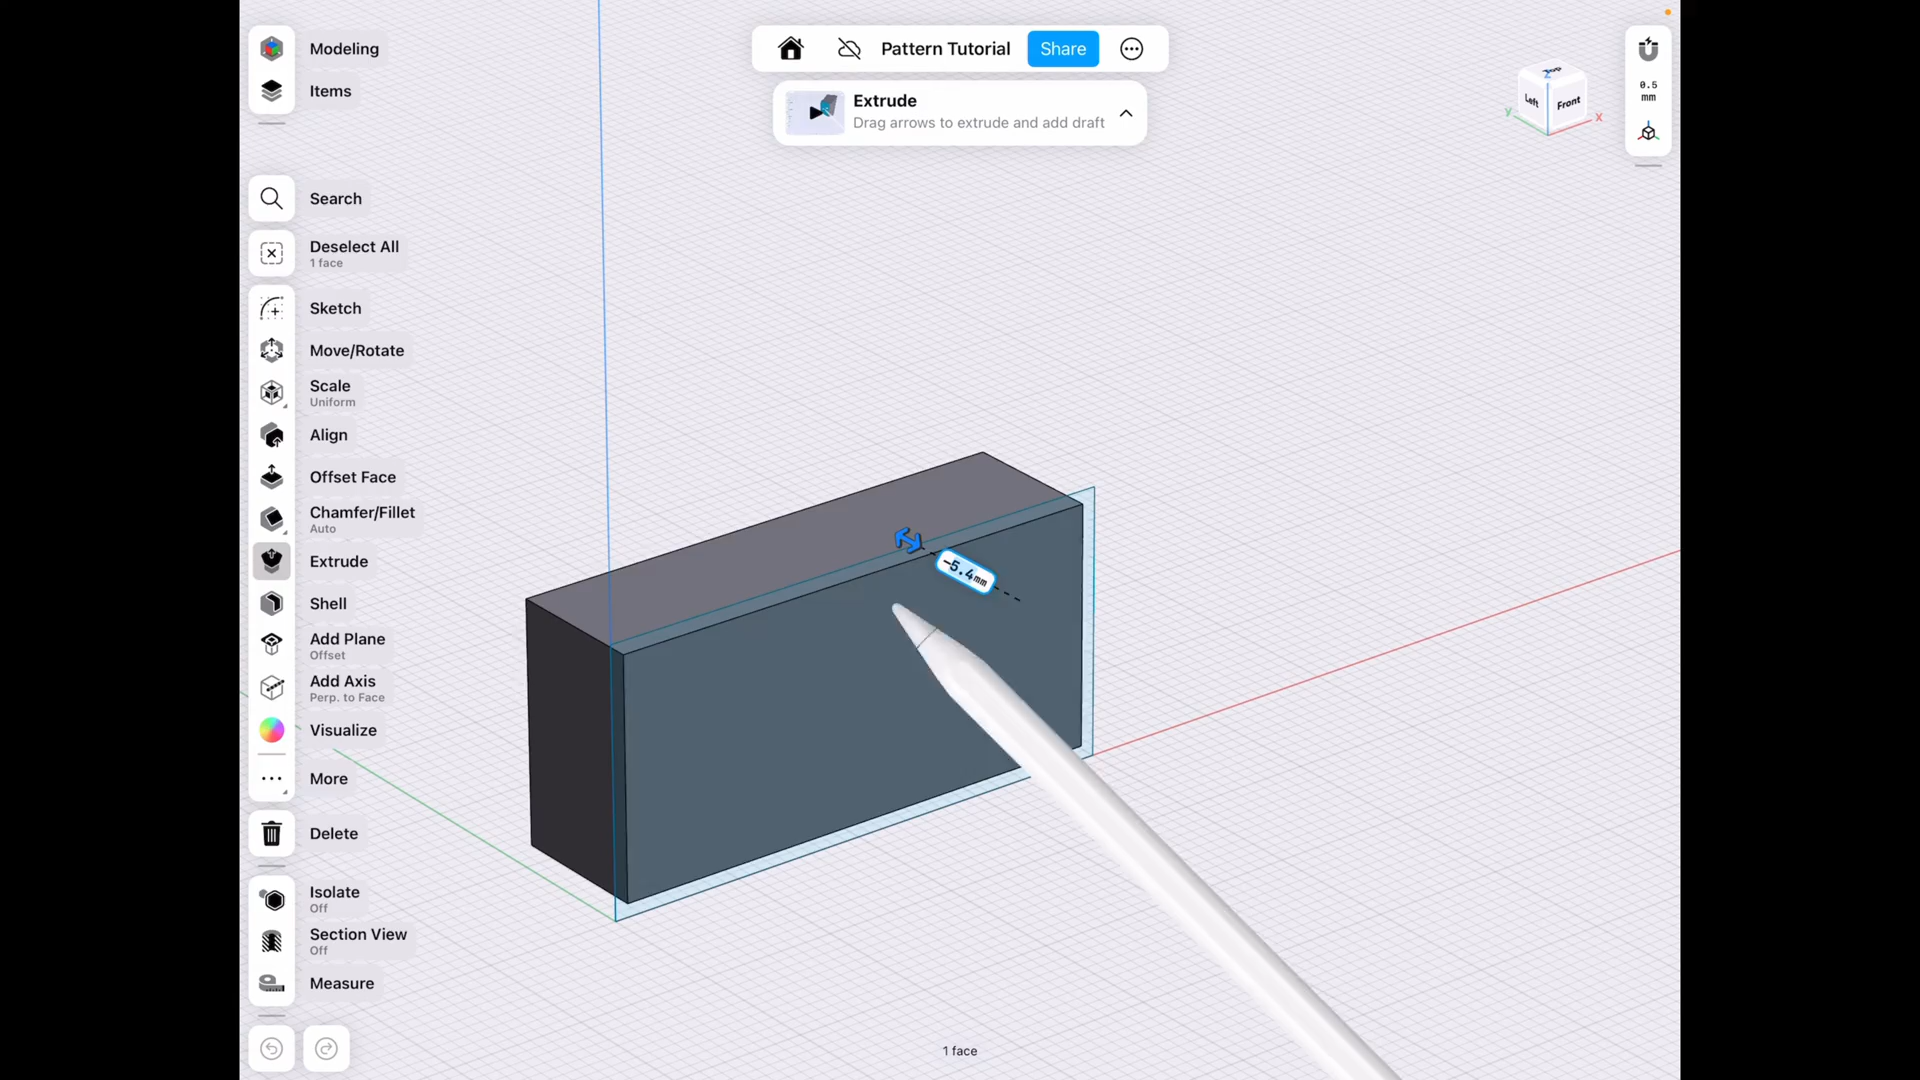 Modeling
Items
Search
Deselect All
1 face
Sketch
Move/Rotate
Scale
Uniform
Align
Offset Face
Chamfer/Fillet
Auto
Extrude
Shell
Add Plane
Offset
Add Axis
Perp. to Face
Visualize
More
Delete
Isolate
Off
Section View
Off
Measure
Pattern Tutorial
Share
Extrude
Drag arrows to extrude and add draft
-5.4mm
1 face
Top
Left
Front
Z
Y
X
0.5
mm